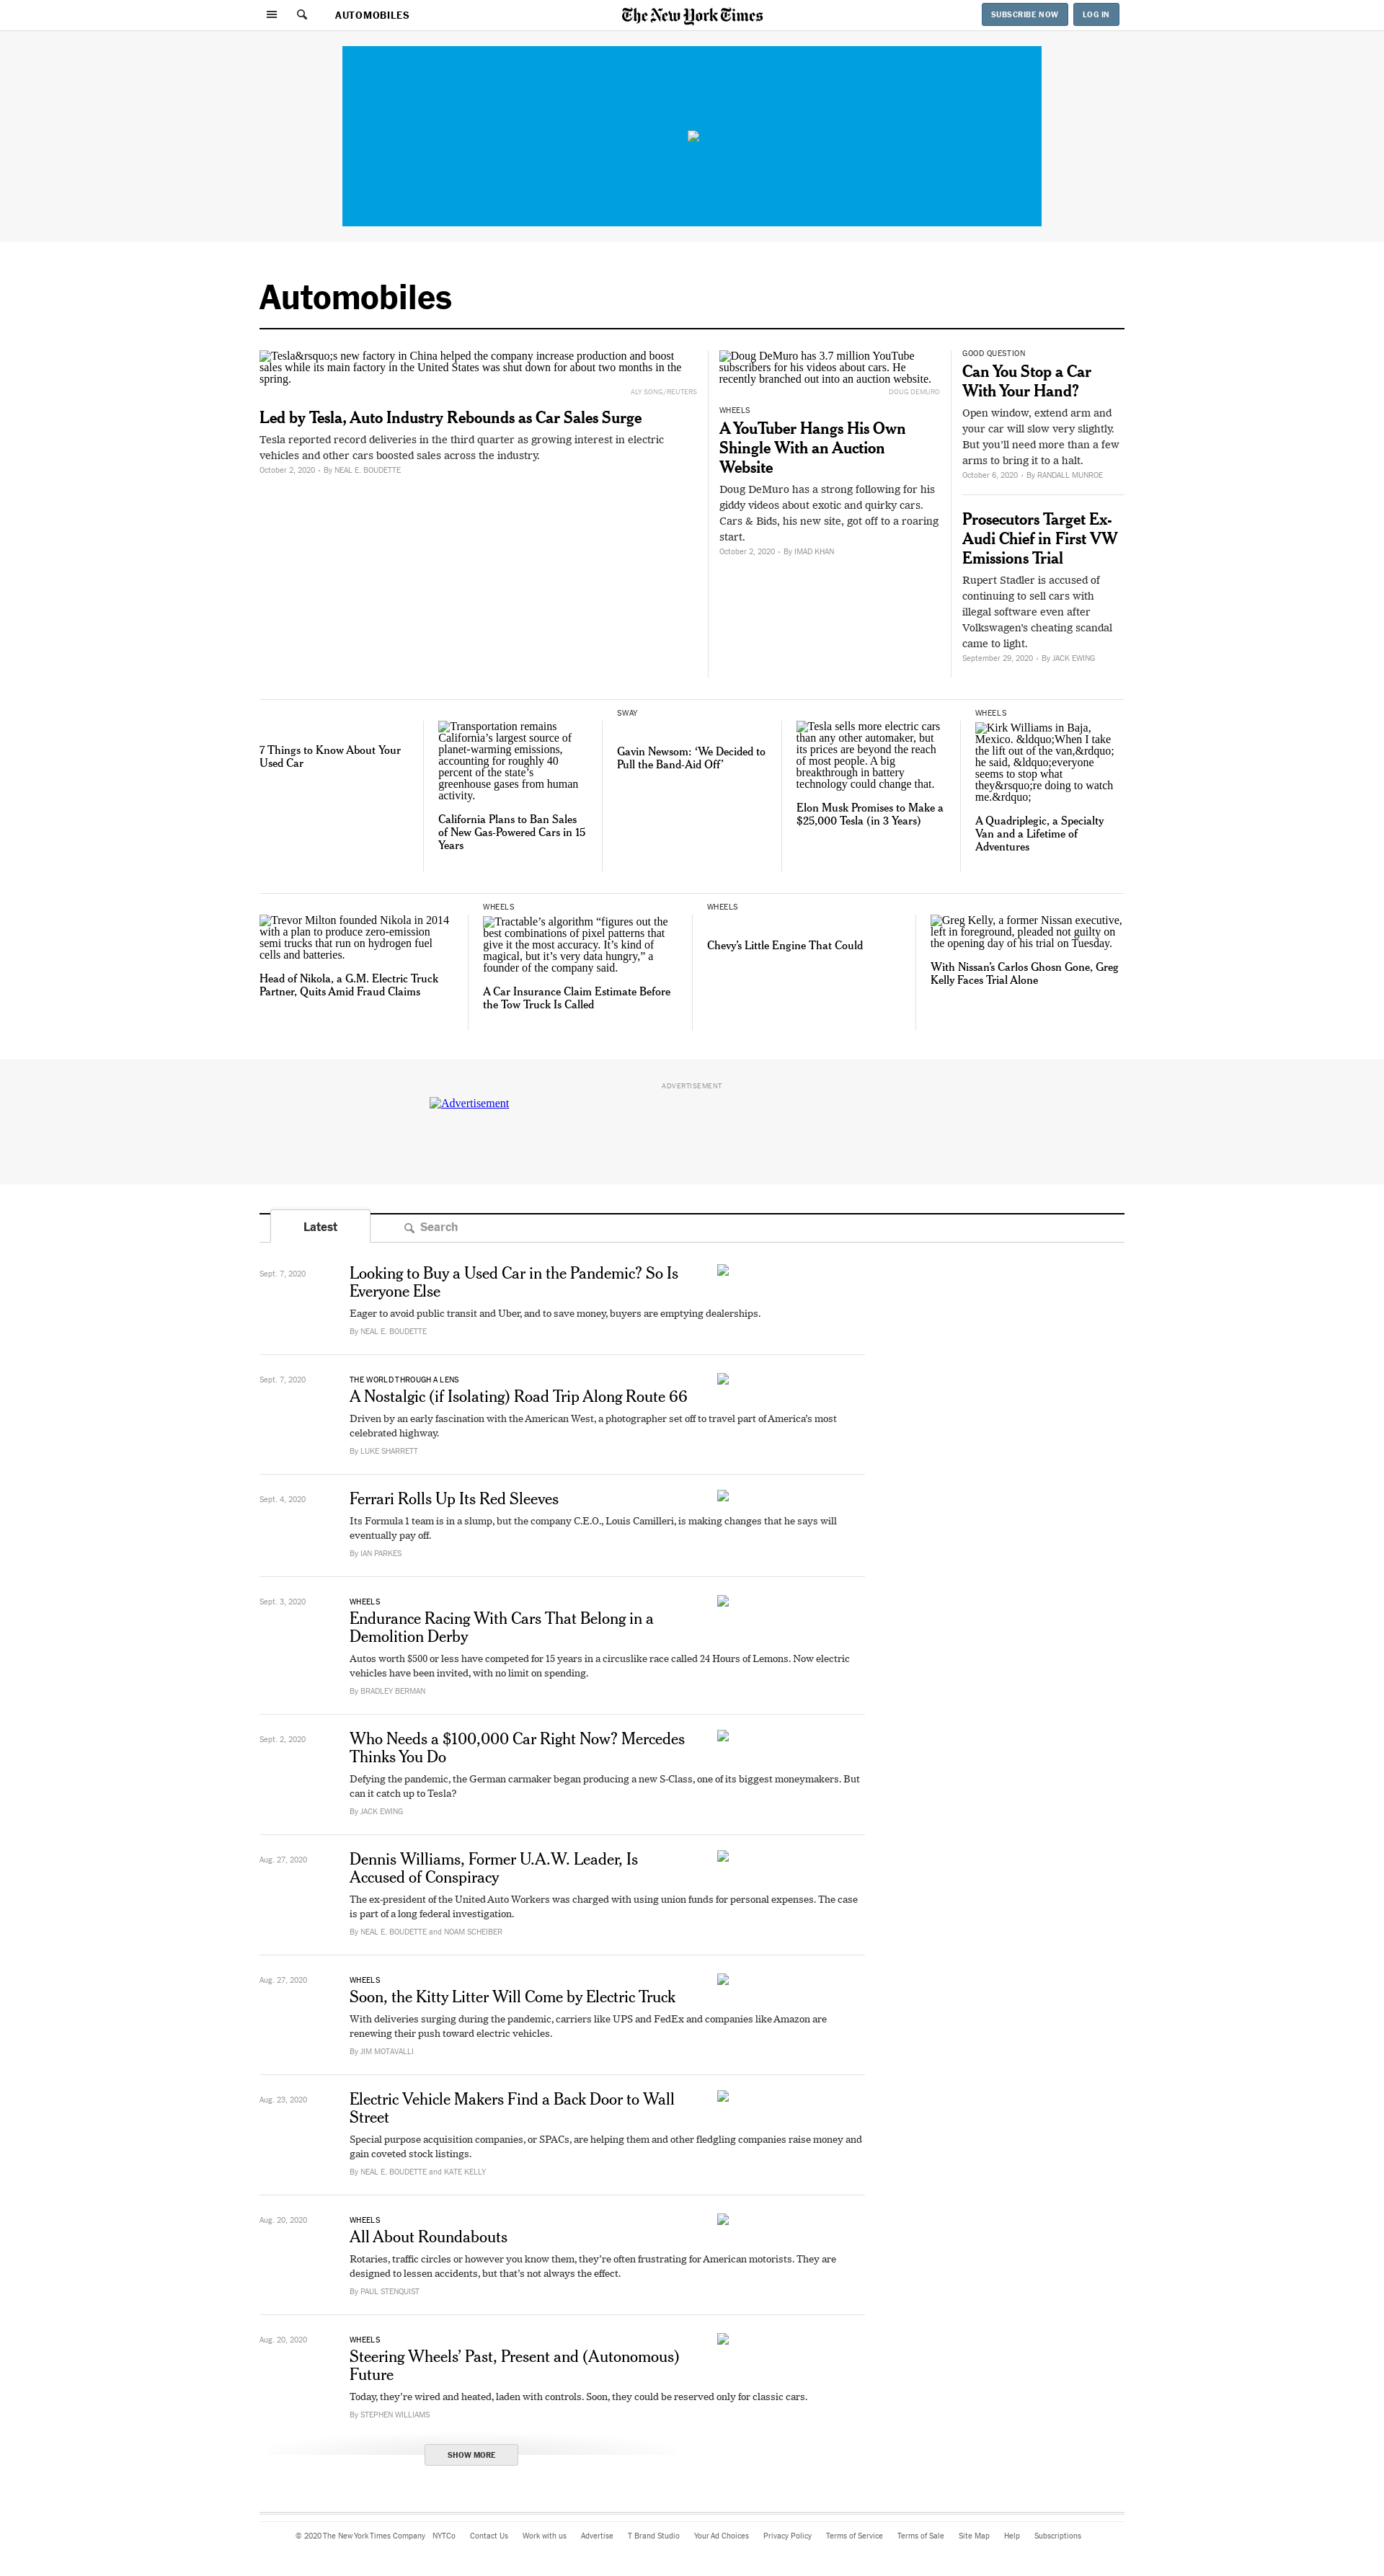 AUTOMOBILES
The New York Times
SUBSCRIBE NOW
LOG IN
Automobiles
Tesla&rsquo;s new factory in China helped the company increase production and boost
sales while its main factory in the United States was shut down for about two months in the
spring.
ALY SONG/REUTERS
Led by Tesla, Auto Industry Rebounds as Car Sales Surge
Tesla reported record deliveries in the third quarter as growing interest in electric
vehicles and other cars boosted sales across the industry.
October 2, 2020 • By NEAL E. BOUDETTE
Doug DeMuro has 3.7 million YouTube
subscribers for his videos about cars. He
recently branched out into an auction website.
DOUG DEMURO
WHEELS
A YouTuber Hangs His Own
Shingle With an Auction
Website
Doug DeMuro has a strong following for his
giddy videos about exotic and quirky cars.
Cars & Bids, his new site, got off to a roaring
start.
October 2, 2020 • By IMAD KHAN
GOOD QUESTION
Can You Stop a Car
With Your Hand?
Open window, extend arm and
your car will slow very slightly.
But you’ll need more than a few
arms to bring it to a halt.
October 6, 2020 • By RANDALL MUNROE
Prosecutors Target Ex-
Audi Chief in First VW
Emissions Trial
Rupert Stadler is accused of
continuing to sell cars with
illegal software even after
Volkswagen’s cheating scandal
came to light.
September 29, 2020 • By JACK EWING
7 Things to Know About Your
Used Car
Transportation remains
California’s largest source of
planet-warming emissions,
accounting for roughly 40
percent of the state’s
greenhouse gases from human
activity.
California Plans to Ban Sales
of New Gas-Powered Cars in 15
Years
SWAY
Gavin Newsom: ‘We Decided to
Pull the Band-Aid Off’
Tesla sells more electric cars
than any other automaker, but
its prices are beyond the reach
of most people. A big
breakthrough in battery
technology could change that.
Elon Musk Promises to Make a
$25,000 Tesla (in 3 Years)
WHEELS
Kirk Williams in Baja,
Mexico. &ldquo;When I take
the lift out of the van,&rdquo;
he said, &ldquo;everyone
seems to stop what
they&rsquo;re doing to watch
me.&rdquo;
A Quadriplegic, a Specialty
Van and a Lifetime of
Adventures
Trevor Milton founded Nikola in 2014
with a plan to produce zero-emission
semi trucks that run on hydrogen fuel
cells and batteries.
Head of Nikola, a G.M. Electric Truck
Partner, Quits Amid Fraud Claims
WHEELS
Tractable’s algorithm “figures out the
best combinations of pixel patterns that
give it the most accuracy. It’s kind of
magical, but it’s very data hungry,” a
founder of the company said.
A Car Insurance Claim Estimate Before
the Tow Truck Is Called
WHEELS
Chevy’s Little Engine That Could
Greg Kelly, a former Nissan executive,
left in foreground, pleaded not guilty on
the opening day of his trial on Tuesday.
With Nissan’s Carlos Ghosn Gone, Greg
Kelly Faces Trial Alone
ADVERTISEMENT
Advertisement
Latest
Search
Sept. 7, 2020
Looking to Buy a Used Car in the Pandemic? So Is
Everyone Else
Eager to avoid public transit and Uber, and to save money, buyers are emptying dealerships.
By NEAL E. BOUDETTE
Sept. 7, 2020
THE WORLD THROUGH A LENS
A Nostalgic (if Isolating) Road Trip Along Route 66
Driven by an early fascination with the American West, a photographer set off to travel part of America’s most
celebrated highway.
By LUKE SHARRETT
Sept. 4, 2020
Ferrari Rolls Up Its Red Sleeves
Its Formula 1 team is in a slump, but the company C.E.O., Louis Camilleri, is making changes that he says will
eventually pay off.
By IAN PARKES
Sept. 3, 2020
WHEELS
Endurance Racing With Cars That Belong in a
Demolition Derby
Autos worth $500 or less have competed for 15 years in a circuslike race called 24 Hours of Lemons. Now electric
vehicles have been invited, with no limit on spending.
By BRADLEY BERMAN
Sept. 2, 2020
Who Needs a $100,000 Car Right Now? Mercedes
Thinks You Do
Defying the pandemic, the German carmaker began producing a new S-Class, one of its biggest moneymakers. But
can it catch up to Tesla?
By JACK EWING
Aug. 27, 2020
Dennis Williams, Former U.A.W. Leader, Is
Accused of Conspiracy
The ex-president of the United Auto Workers was charged with using union funds for personal expenses. The case
is part of a long federal investigation.
By NEAL E. BOUDETTE and NOAM SCHEIBER
Aug. 27, 2020
WHEELS
Soon, the Kitty Litter Will Come by Electric Truck
With deliveries surging during the pandemic, carriers like UPS and FedEx and companies like Amazon are
renewing their push toward electric vehicles.
By JIM MOTAVALLI
Aug. 23, 2020
Electric Vehicle Makers Find a Back Door to Wall
Street
Special purpose acquisition companies, or SPACs, are helping them and other fledgling companies raise money and
gain coveted stock listings.
By NEAL E. BOUDETTE and KATE KELLY
Aug. 20, 2020
WHEELS
All About Roundabouts
Rotaries, traffic circles or however you know them, they’re often frustrating for American motorists. They are
designed to lessen accidents, but that’s not always the effect.
By PAUL STENQUIST
Aug. 20, 2020
WHEELS
Steering Wheels’ Past, Present and (Autonomous)
Future
Today, they’re wired and heated, laden with controls. Soon, they could be reserved only for classic cars.
By STEPHEN WILLIAMS
SHOW MORE
© 2020 The New York Times Company NYTCo Contact Us Work with us Advertise T Brand Studio Your Ad Choices Privacy Policy Terms of Service Terms of Sale Site Map Help Subscriptions